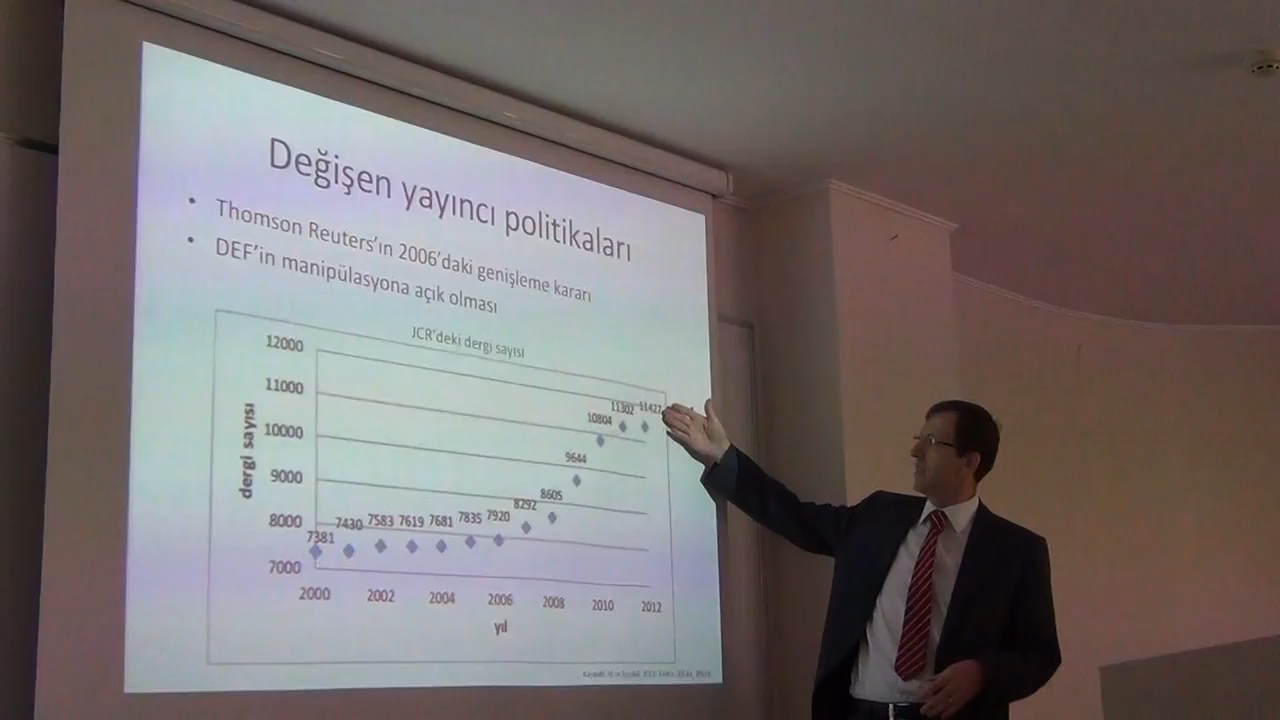 Değişen yayıncı politikaları
• Thomson Reuters'ın 2006'daki genişleme kararı
• DEF'in manipülasyona açık olması
JCR'deki dergi sayısı
12000
11000
10000
9000
8000
7000
dergi sayısı
7381
7430
7583
7619
7681
7835
7920
8292
8605
9644
10804
11302
11427
2000 2002 2004 2006 2008 2010 2012
yıl